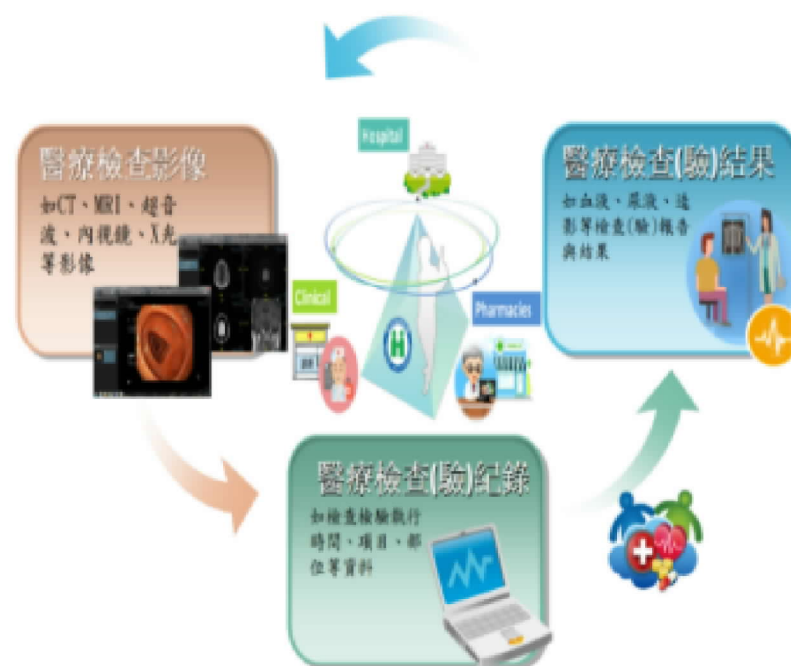 Hospital
醫療檢查影像
如CT、MRI、超音
波、內視鏡、X光
等影像
Clinical
Pharmacies
H
醫療檢查(驗)結果
如血液、尿液、造
影等檢查(驗)報告
與結果
醫療檢查(驗)紀錄
如檢查檢驗執行
時間、項目、部
位等資料